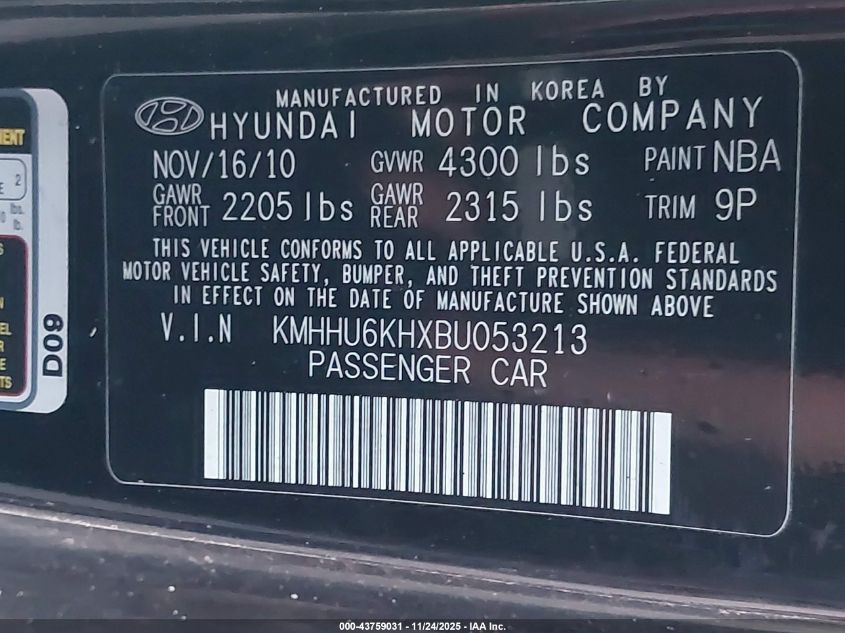 MANUFACTURED IN KOREA BY
HYUNDAI MOTOR COMPANY
NOV/16/10 GVWR 4300 lbs PAINT NBA
GAWR FRONT 2205 lbs GAWR REAR 2315 lbs TRIM 9P
THIS VEHICLE CONFORMS TO ALL APPLICABLE U.S.A. FEDERAL
MOTOR VEHICLE SAFETY, BUMPER, AND THEFT PREVENTION STANDARDS
IN EFFECT ON THE DATE OF MANUFACTURE SHOWN ABOVE
V.I.N KMHHU6KHXBU053213
PASSENGER CAR
2
lbs.
lb.
D09
000-43759031 - 11/24/2025 - IAA Inc.